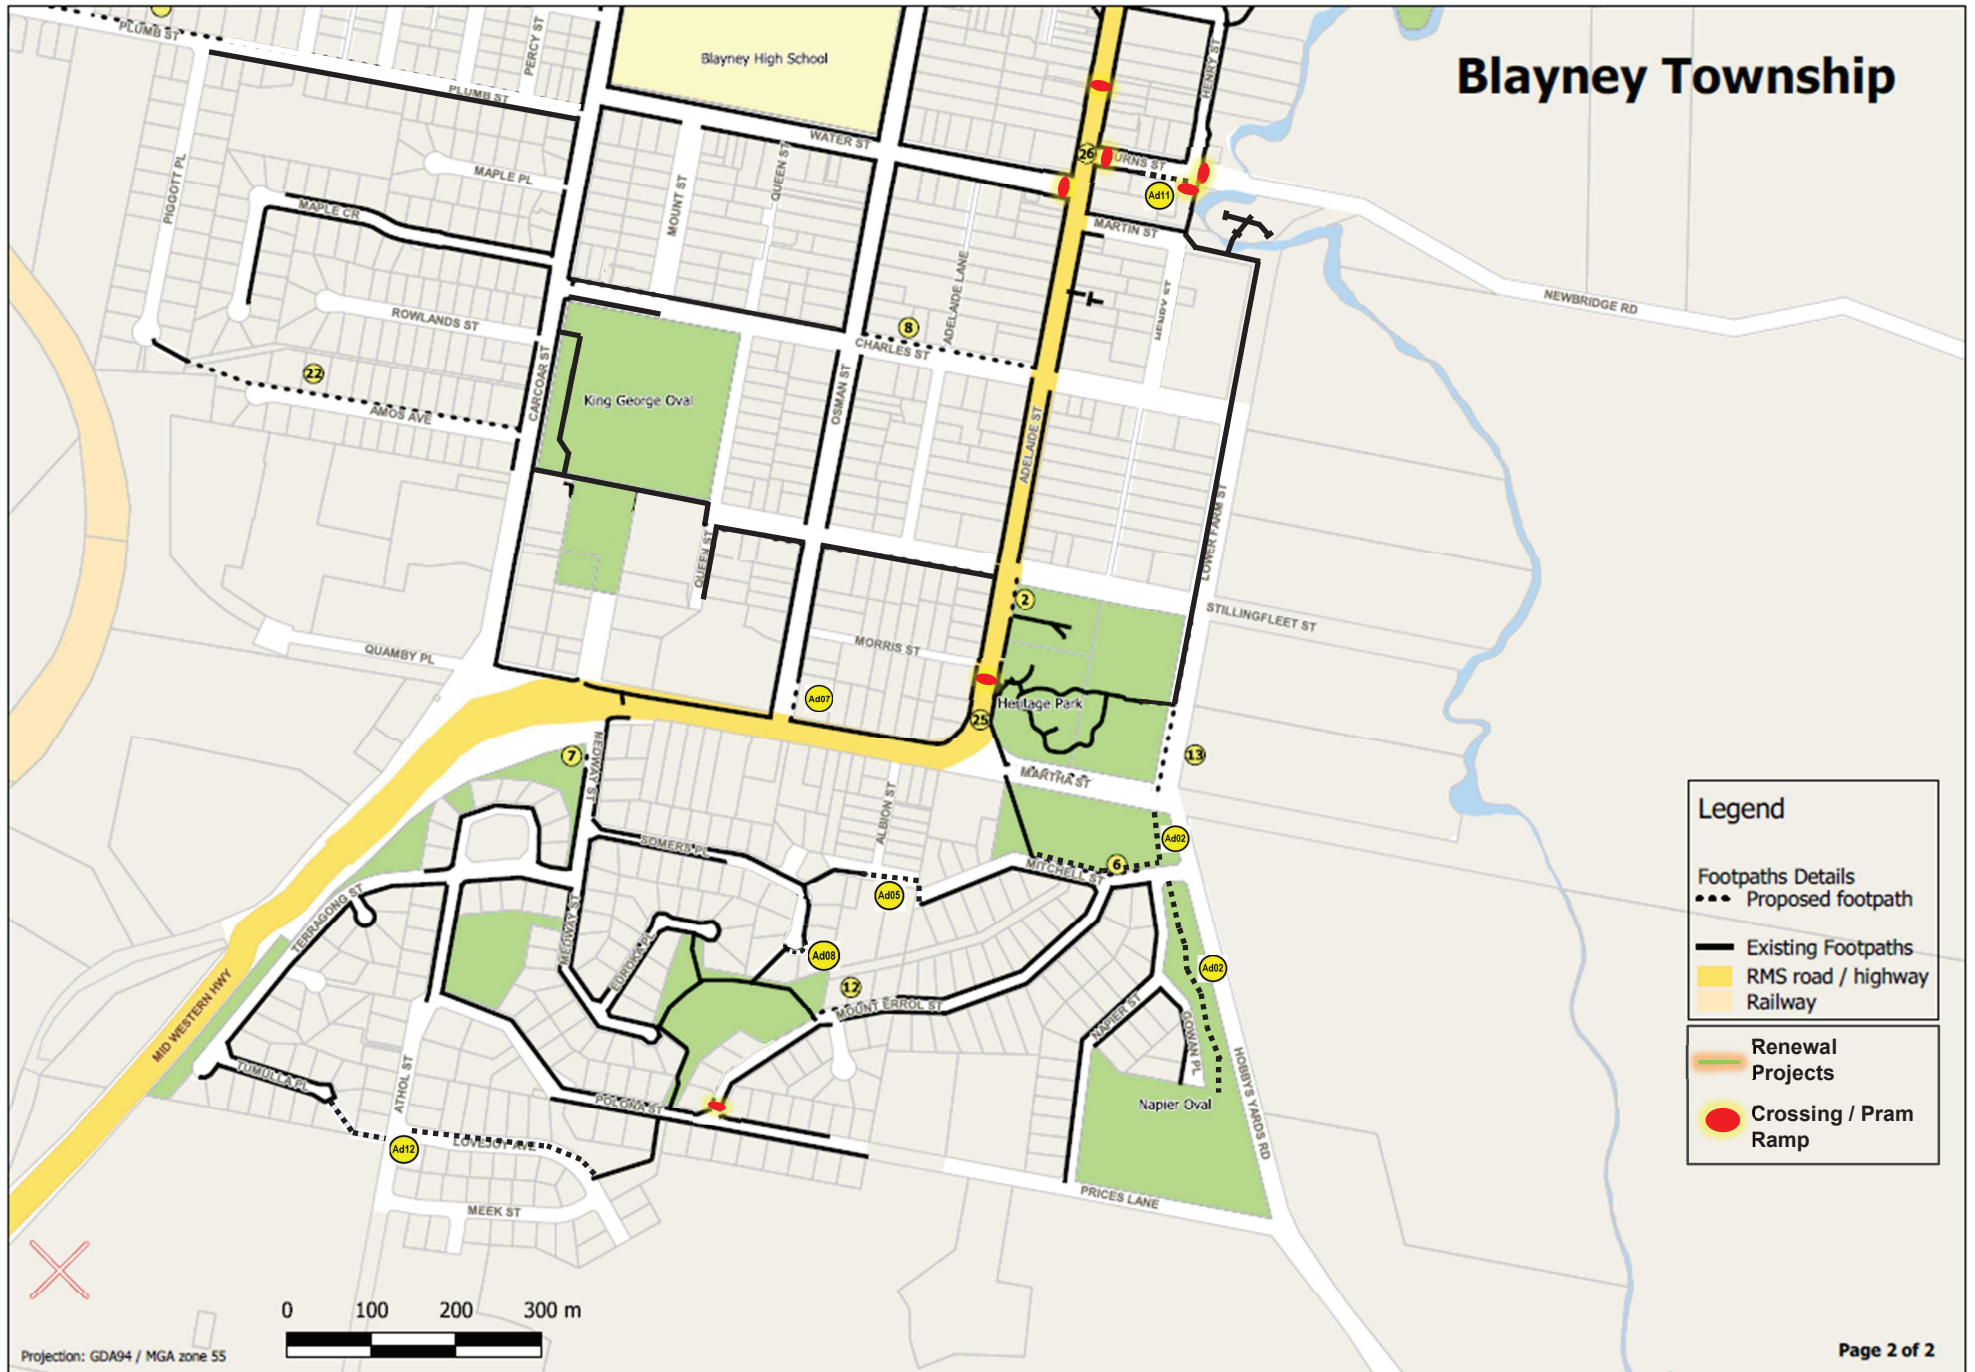 Blayney Township
PLUMB ST
PERCY ST
PLUMB ST
Blayney High School
HENRY ST
WATER ST
26
URNS ST
Ad11
MAPLE PL
MAPLE CR
PIGGOTT PL
MOUNT ST
QUEEN ST
MARTIN ST
NEWBRIDGE RD
ROWLANDS ST
ADELAIDE LANE
8
CHARLES ST
22
AMOS AVE
CARCOAR ST
King George Oval
OSMAN ST
ADELAIDE ST
LOWER FARM ST
QUEEN ST
2
STILLINGFLEET ST
QUAMBY PL
MORRIS ST
Ad07
Heritage Park
25
7
13
MARTHA ST
MEDWAY ST
ALBION ST
SOMERS PL
Ad02
6
MITCHELL ST
Ad05
TERRAGONG ST
MEDWAY ST
EUROKA PL
Ad08
Ad02
12
MOUNT ERROL ST
NAPIER ST
GOWAN PL
MID WESTERN HWY
TUMULLA PL
ATHOL ST
POLONA ST
Napier Oval
HOBBYS YARDS RD
Ad12
LOVEJOY AVE
PRICES LANE
MEEK ST
Legend
Footpaths Details
Proposed footpath
Existing Footpaths
RMS road / highway
Railway
Renewal
Projects
Crossing / Pram
Ramp
0 100 200 300 m
Projection: GDA94 / MGA zone 55
Page 2 of 2